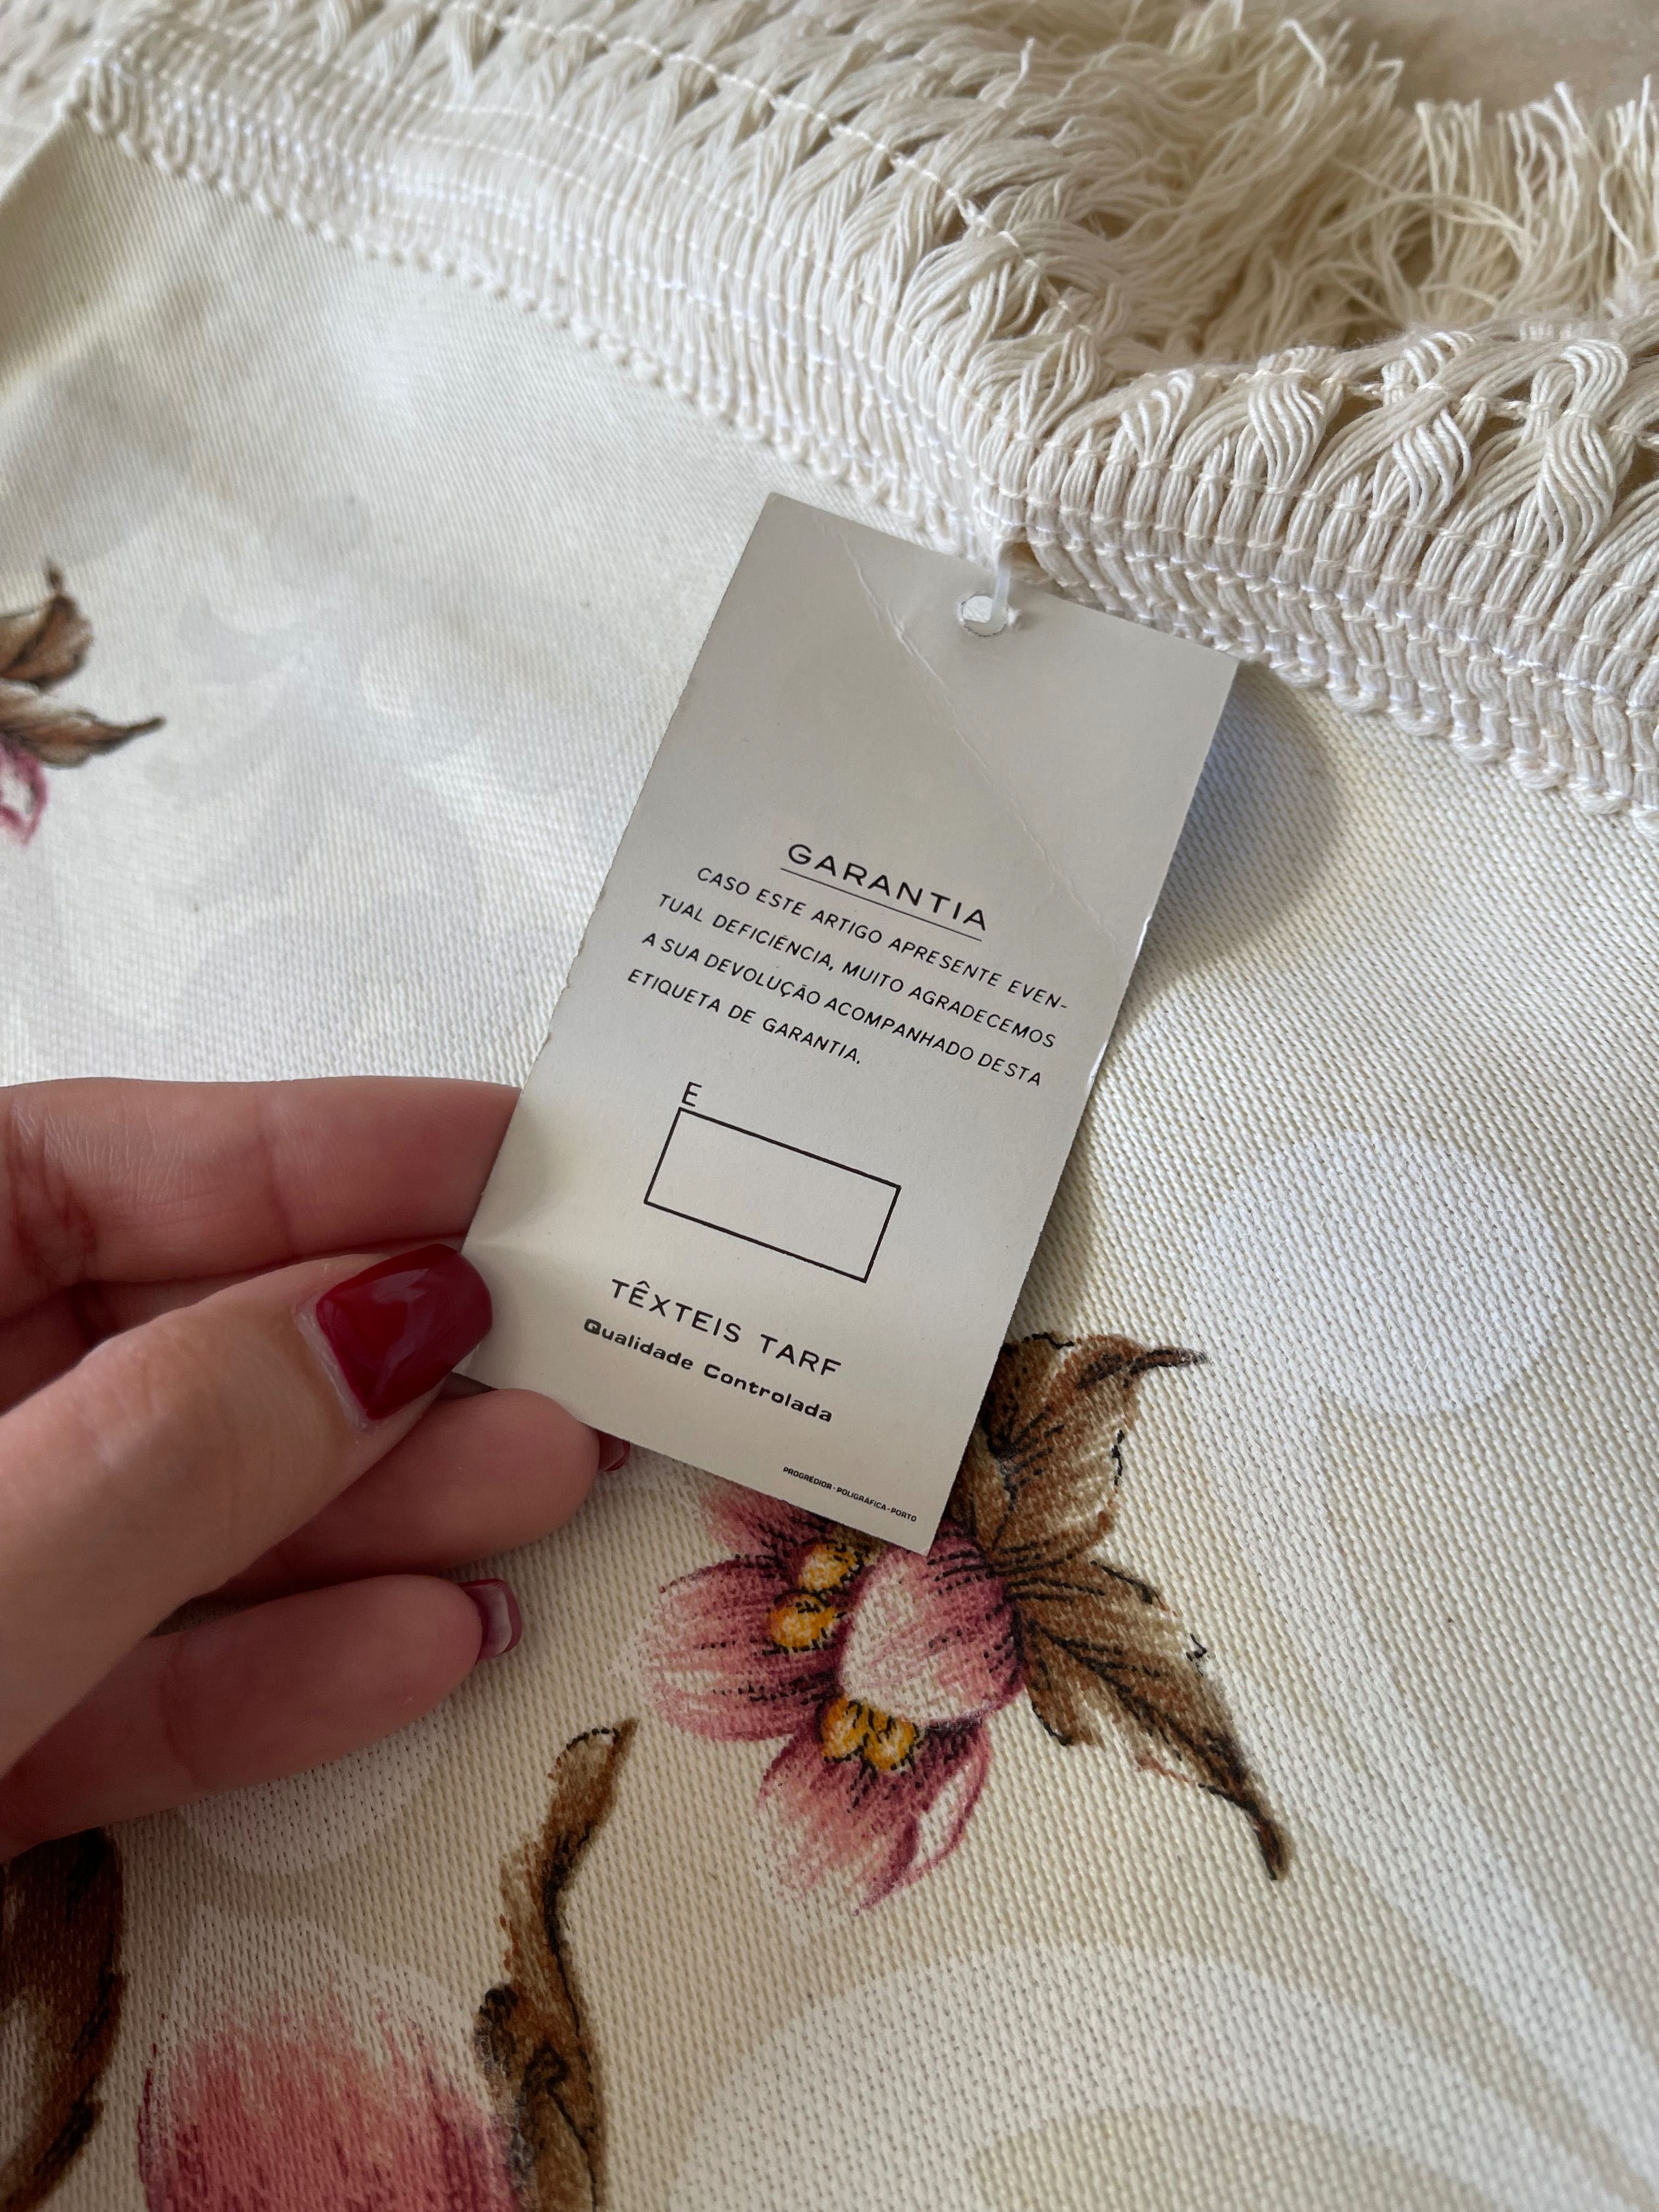 GARANTIA
CASO ESTE ARTIGO APRESENTE EVEN-
TUAL DEFICIÊNCIA, MUITO AGRADECEMOS
A SUA DEVOLUÇÃO ACOMPANHADO DESTA
ETIQUETA DE GARANTIA.
E
TÊXTEIS TARF
Qualidade Controlada
PROGRÉDIOR-POLIGRÁFICA-PORTO